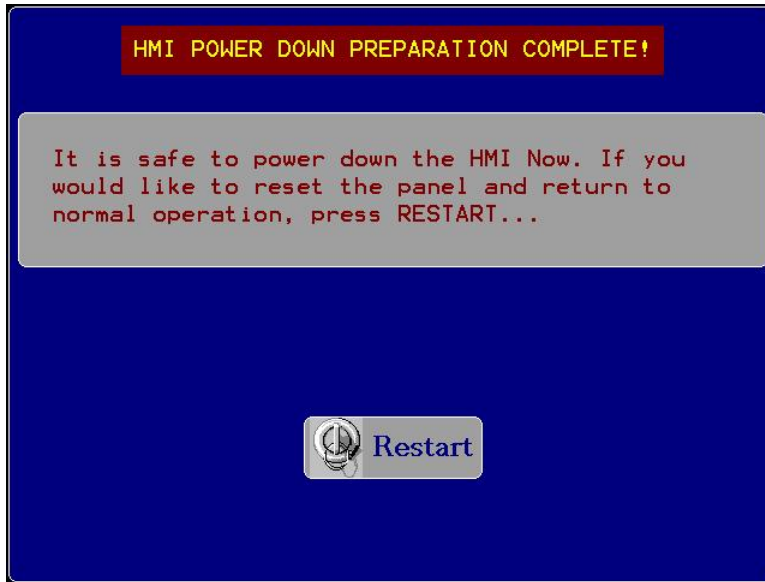 HMI POWER DOWN PREPARATION COMPLETE!
It is safe to power down the HMI Now. If you
would like to reset the panel and return to
normal operation, press RESTART...
Restart